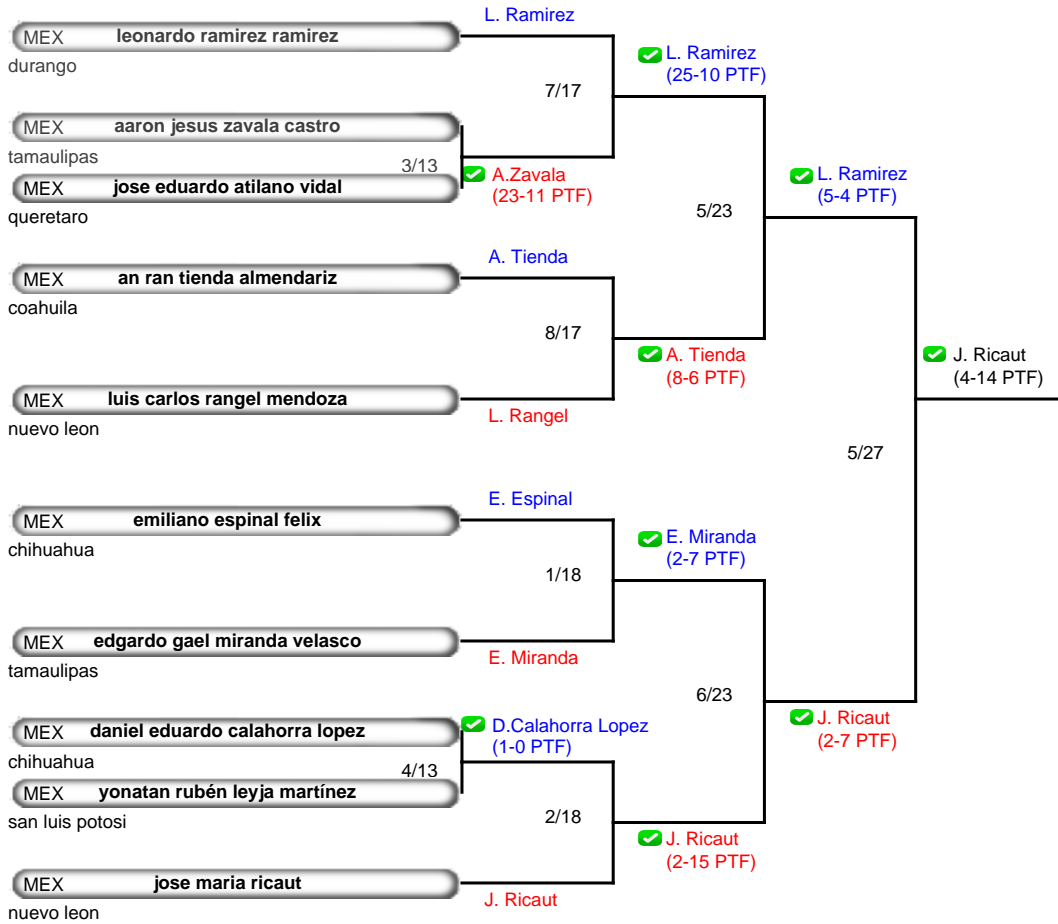 L. Ramirez
MEX leonardo ramirez ramirez
durango
L. Ramirez
(25-10 PTF)
7/17
MEX aaron jesus zavala castro
tamaulipas
3/13
A.Zavala
(23-11 PTF)
MEX jose eduardo atilano vidal
queretaro
L. Ramirez
(5-4 PTF)
5/23
A. Tienda
MEX an ran tienda almendariz
coahuila
8/17
A. Tienda
(8-6 PTF)
J. Ricaut
(4-14 PTF)
MEX luis carlos rangel mendoza
L. Rangel
nuevo leon
5/27
E. Espinal
MEX emiliano espinal felix
chihuahua
E. Miranda
(2-7 PTF)
1/18
MEX edgardo gael miranda velasco
E. Miranda
tamaulipas
6/23
J. Ricaut
(2-7 PTF)
MEX daniel eduardo calahorra lopez
D.Calahorra Lopez
(1-0 PTF)
chihuahua
4/13
MEX yonatan rubén leyja martínez
san luis potosi
2/18
J. Ricaut
(2-15 PTF)
MEX jose maria ricaut
J. Ricaut
nuevo leon